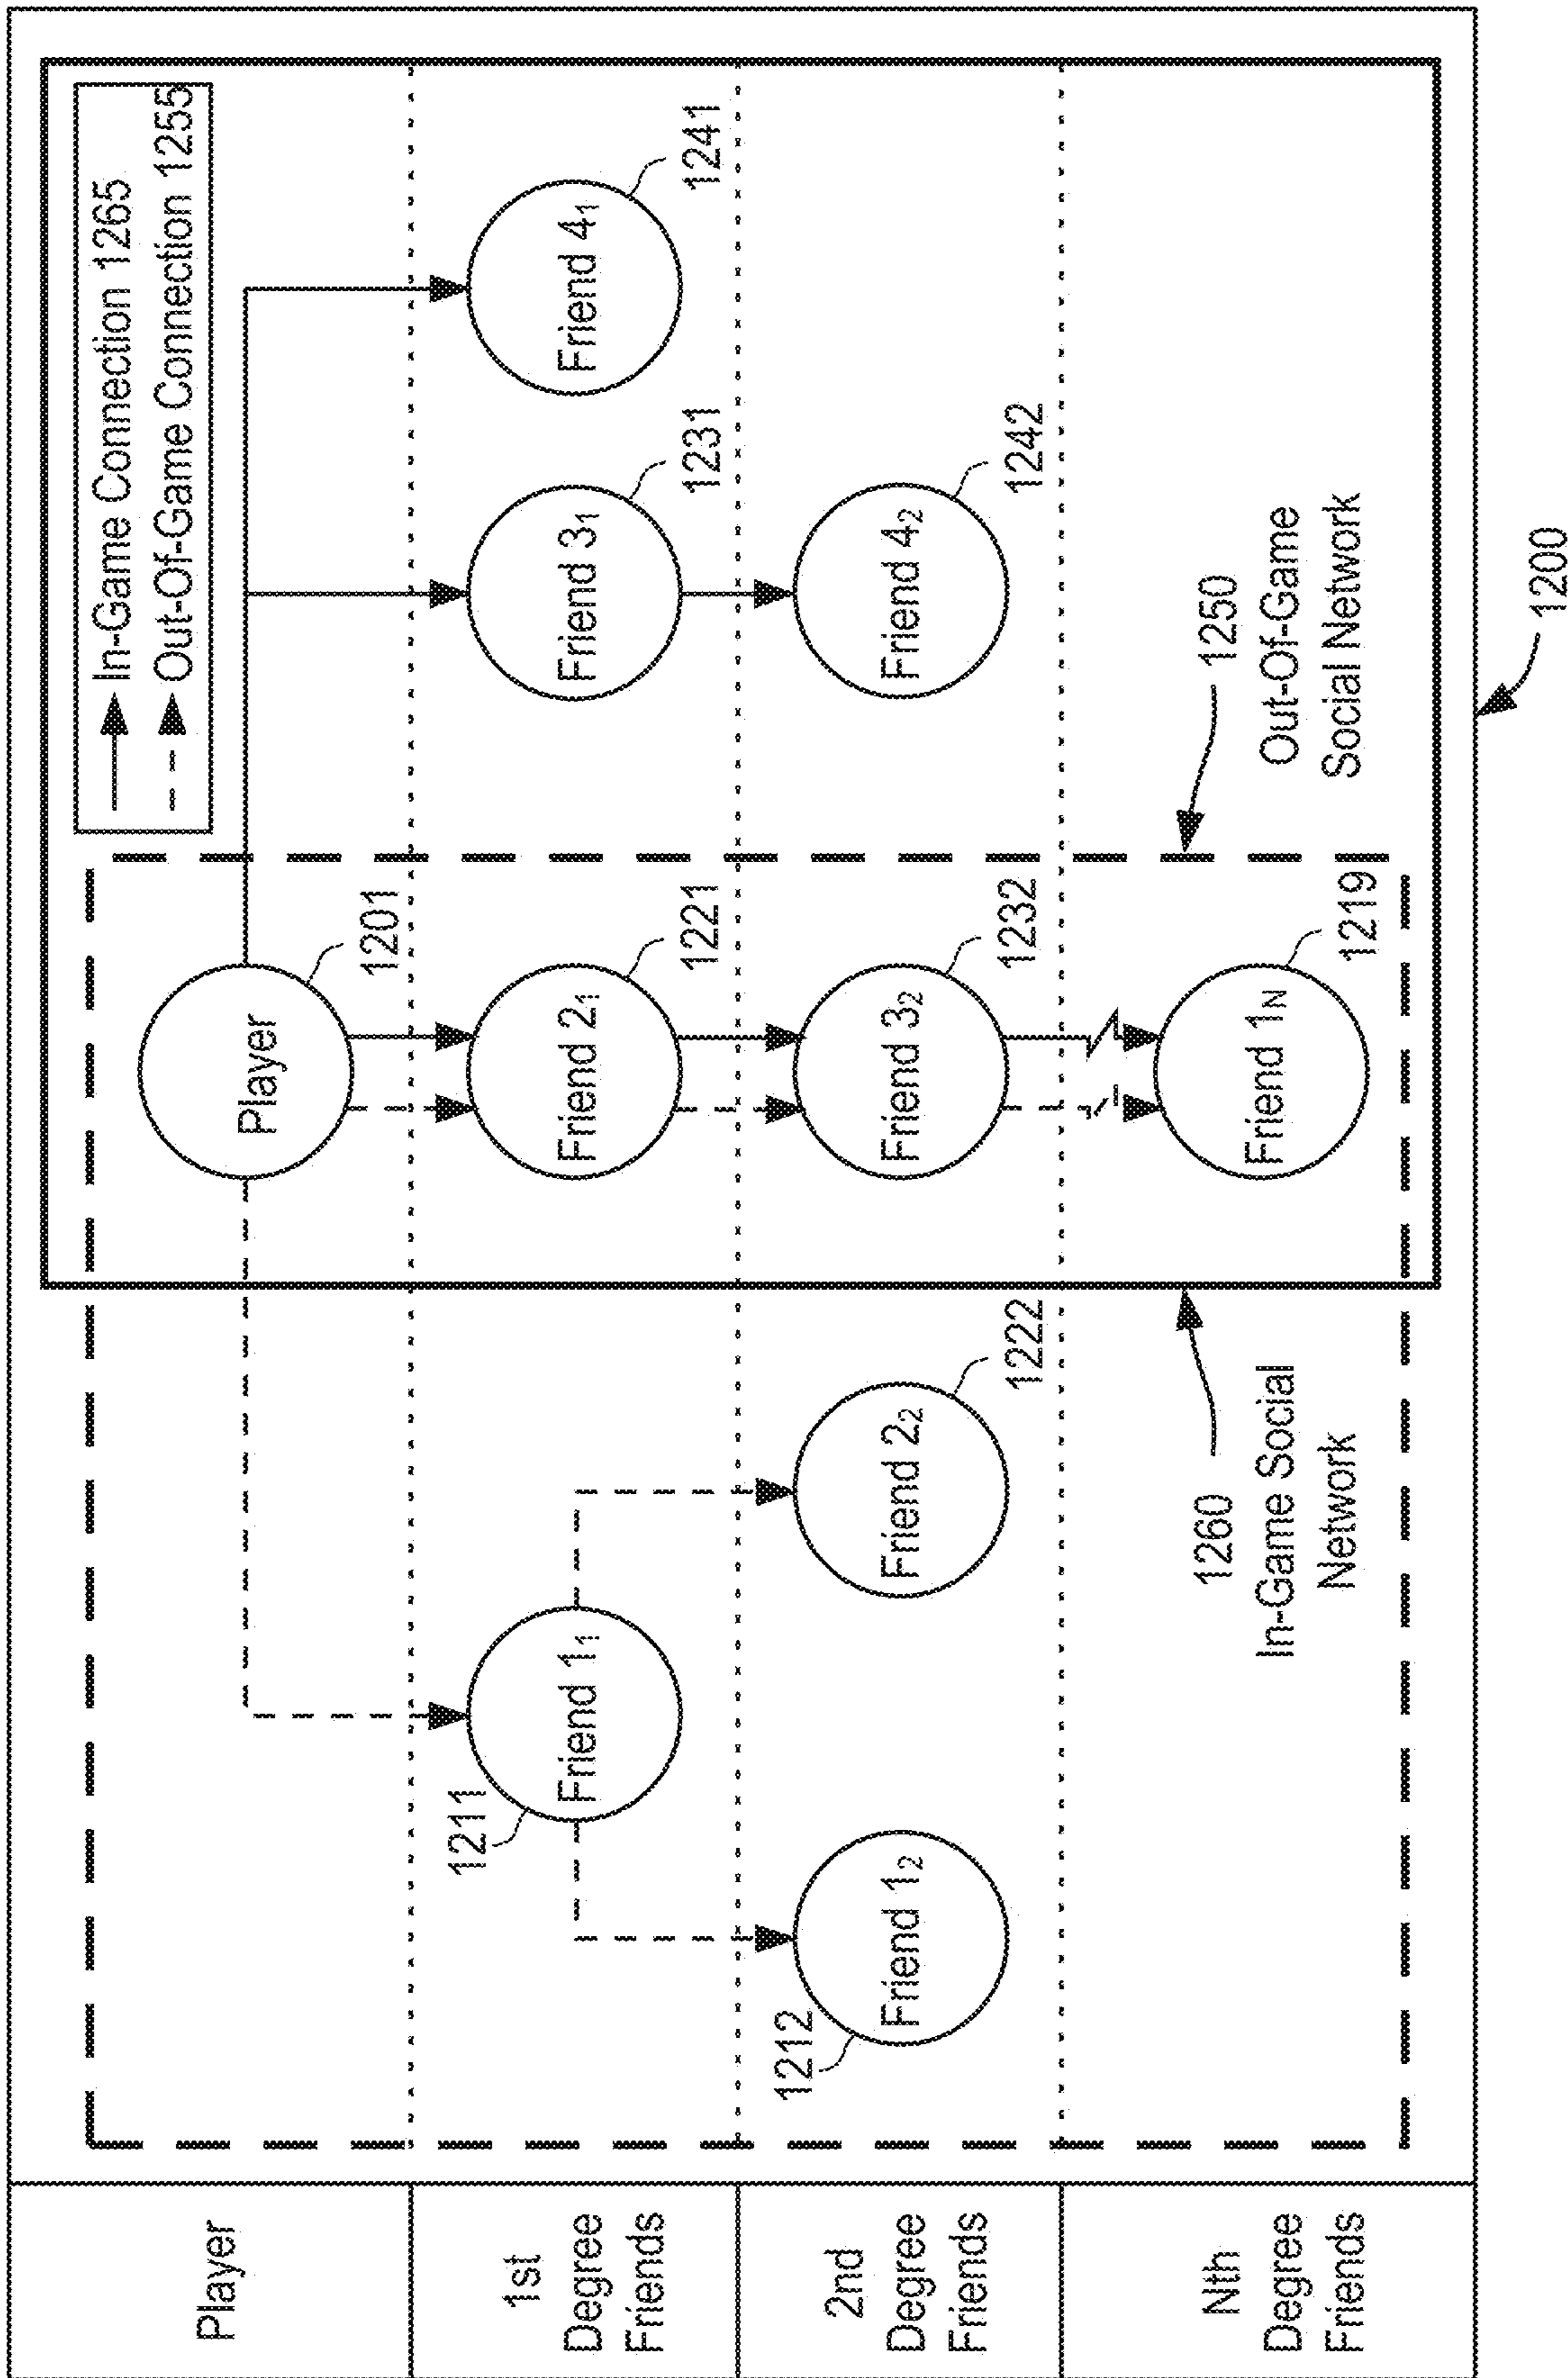 Player
1st
Degree
Friends
2nd
Degree
Friends
Nth
Degree
Friends
In-Game Connection 1265
Out-Of-Game Connection 1255
Player
1201
1211
Friend 1₁
Friend 2₁
1221
Friend 3₁
1231
Friend 4₁
1241
1212
Friend 1₂
Friend 2₂
1222
Friend 3₂
1232
Friend 4₂
1242
1260
In-Game Social
Network
Friend 1N
1219
1250
Out-Of-Game
Social Network
1200